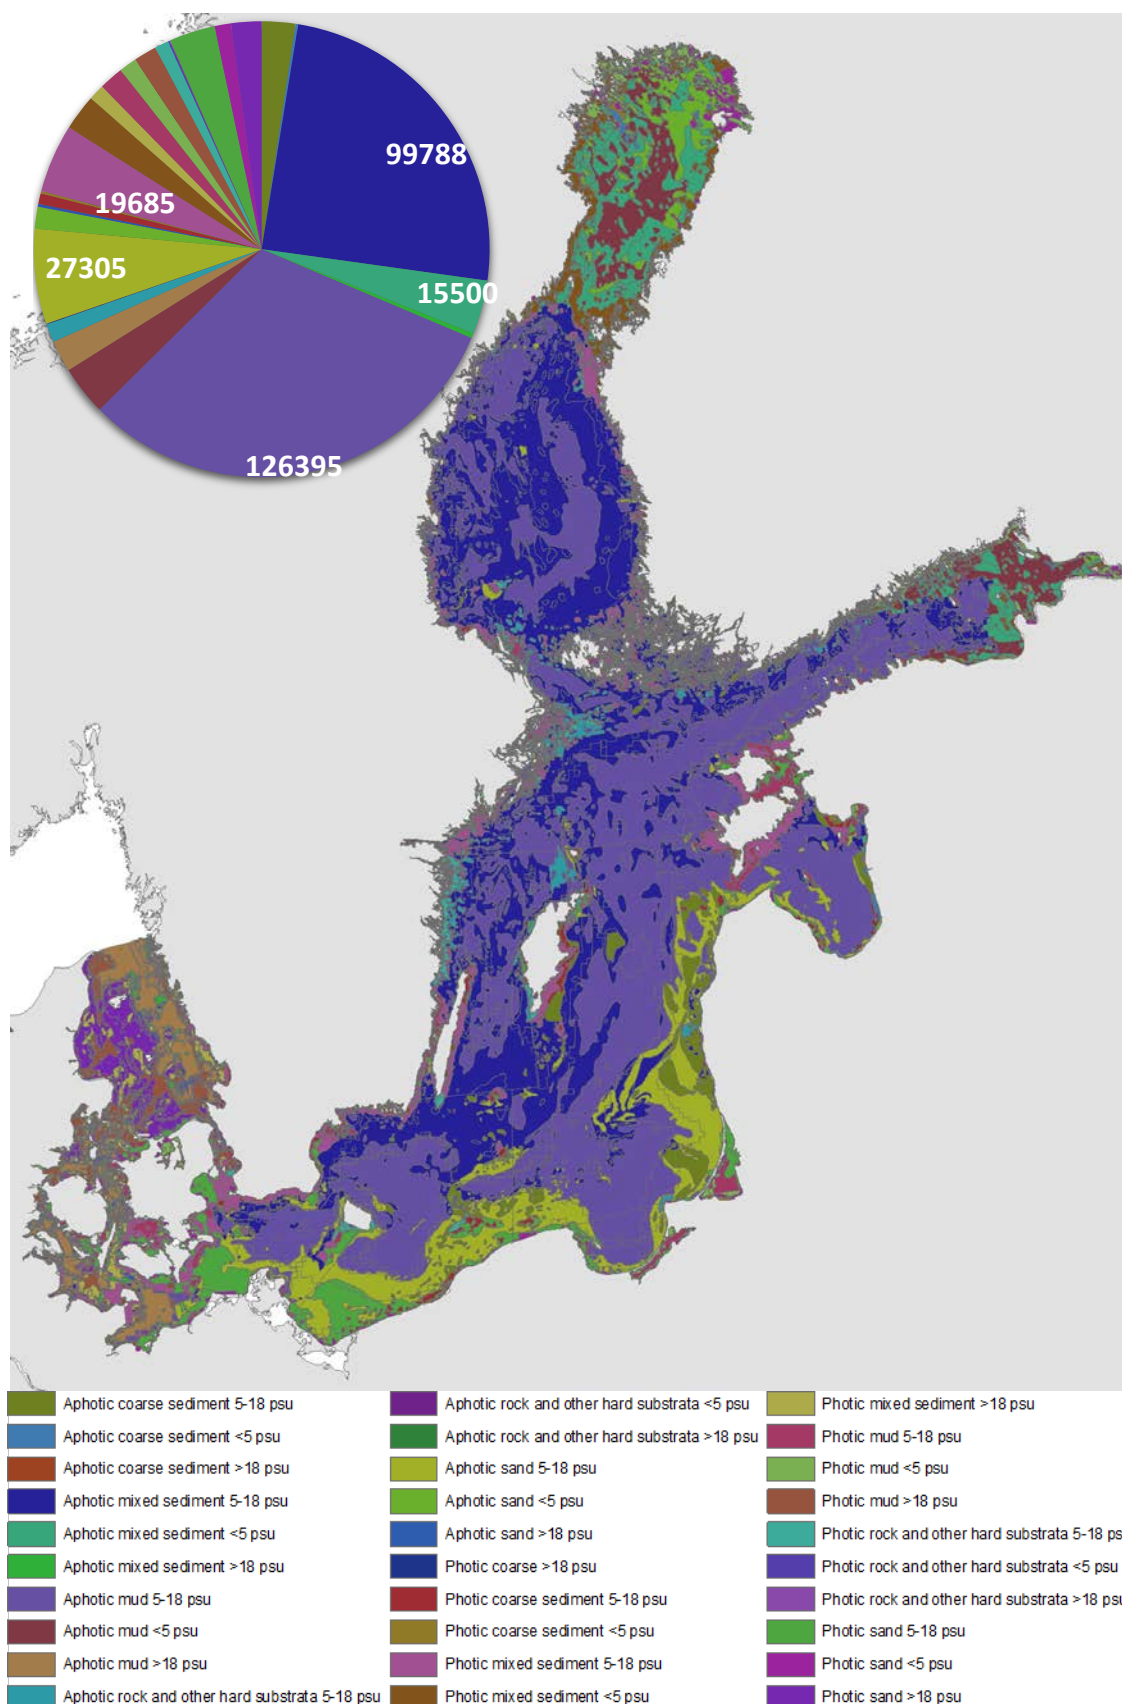 99788
19685
27305
15500
126395
Aphotic coarse sediment 5-18 psu
Aphotic coarse sediment <5 psu
Aphotic coarse sediment >18 psu
Aphotic mixed sediment 5-18 psu
Aphotic mixed sediment <5 psu
Aphotic mixed sediment >18 psu
Aphotic mud 5-18 psu
Aphotic mud <5 psu
Aphotic mud >18 psu
Aphotic rock and other hard substrata 5-18 psu
Aphotic rock and other hard substrata <5 psu
Aphotic rock and other hard substrata >18 psu
Aphotic sand 5-18 psu
Aphotic sand <5 psu
Aphotic sand >18 psu
Photic coarse >18 psu
Photic coarse sediment 5-18 psu
Photic coarse sediment <5 psu
Photic mixed sediment 5-18 psu
Photic mixed sediment <5 psu
Photic mixed sediment >18 psu
Photic mud 5-18 psu
Photic mud <5 psu
Photic mud >18 psu
Photic rock and other hard substrata 5-18 ps
Photic rock and other hard substrata <5 psu
Photic rock and other hard substrata >18 psu
Photic sand 5-18 psu
Photic sand <5 psu
Photic sand >18 psu